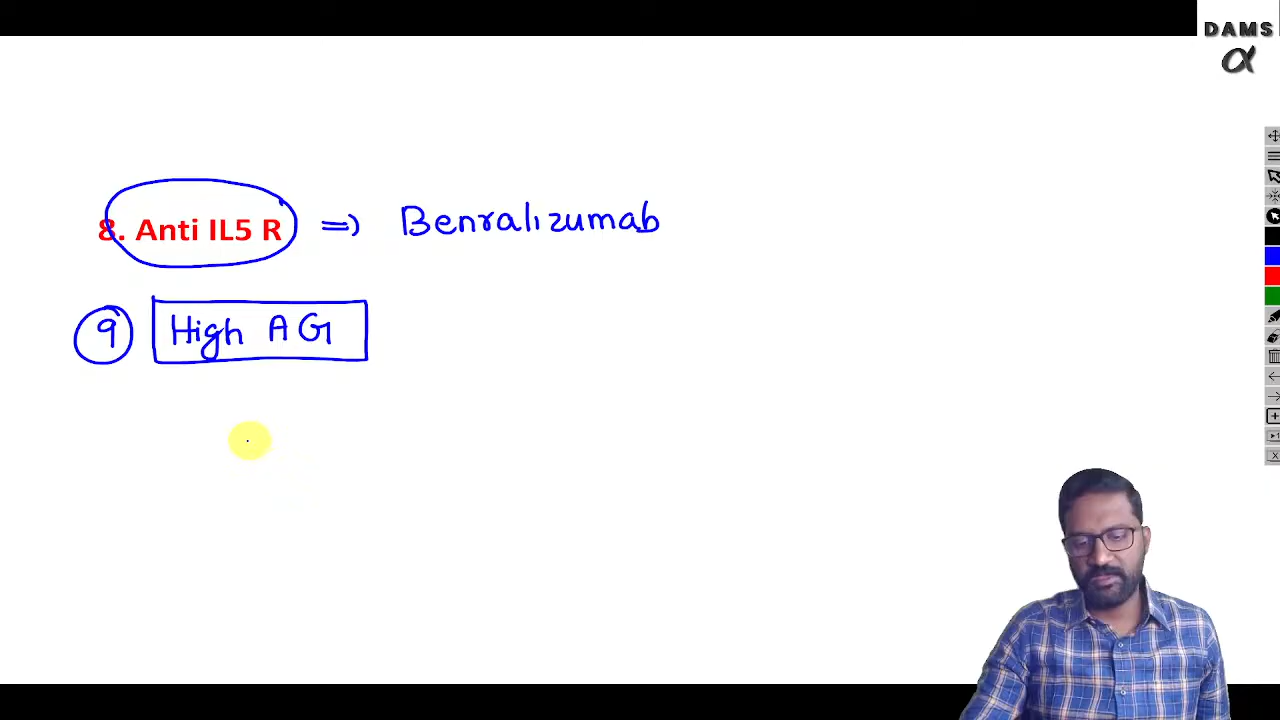 DAMS
α
8. Anti IL5 R => Benralizumab
9 High AG